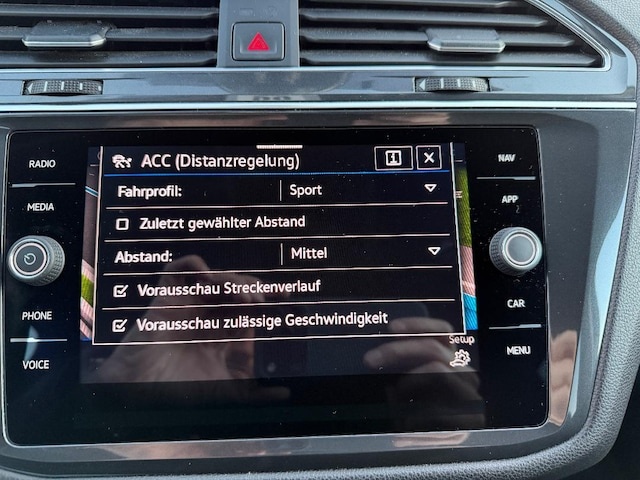 RADIO
MEDIA
PHONE
VOICE
ACC (Distanzregelung)
Fahrprofil: Sport
Zuletzt gewählter Abstand
Abstand: Mittel
Vorausschau Streckenverlauf
Vorausschau zulässige Geschwindigkeit
Setup
NAV
APP
CAR
MENU